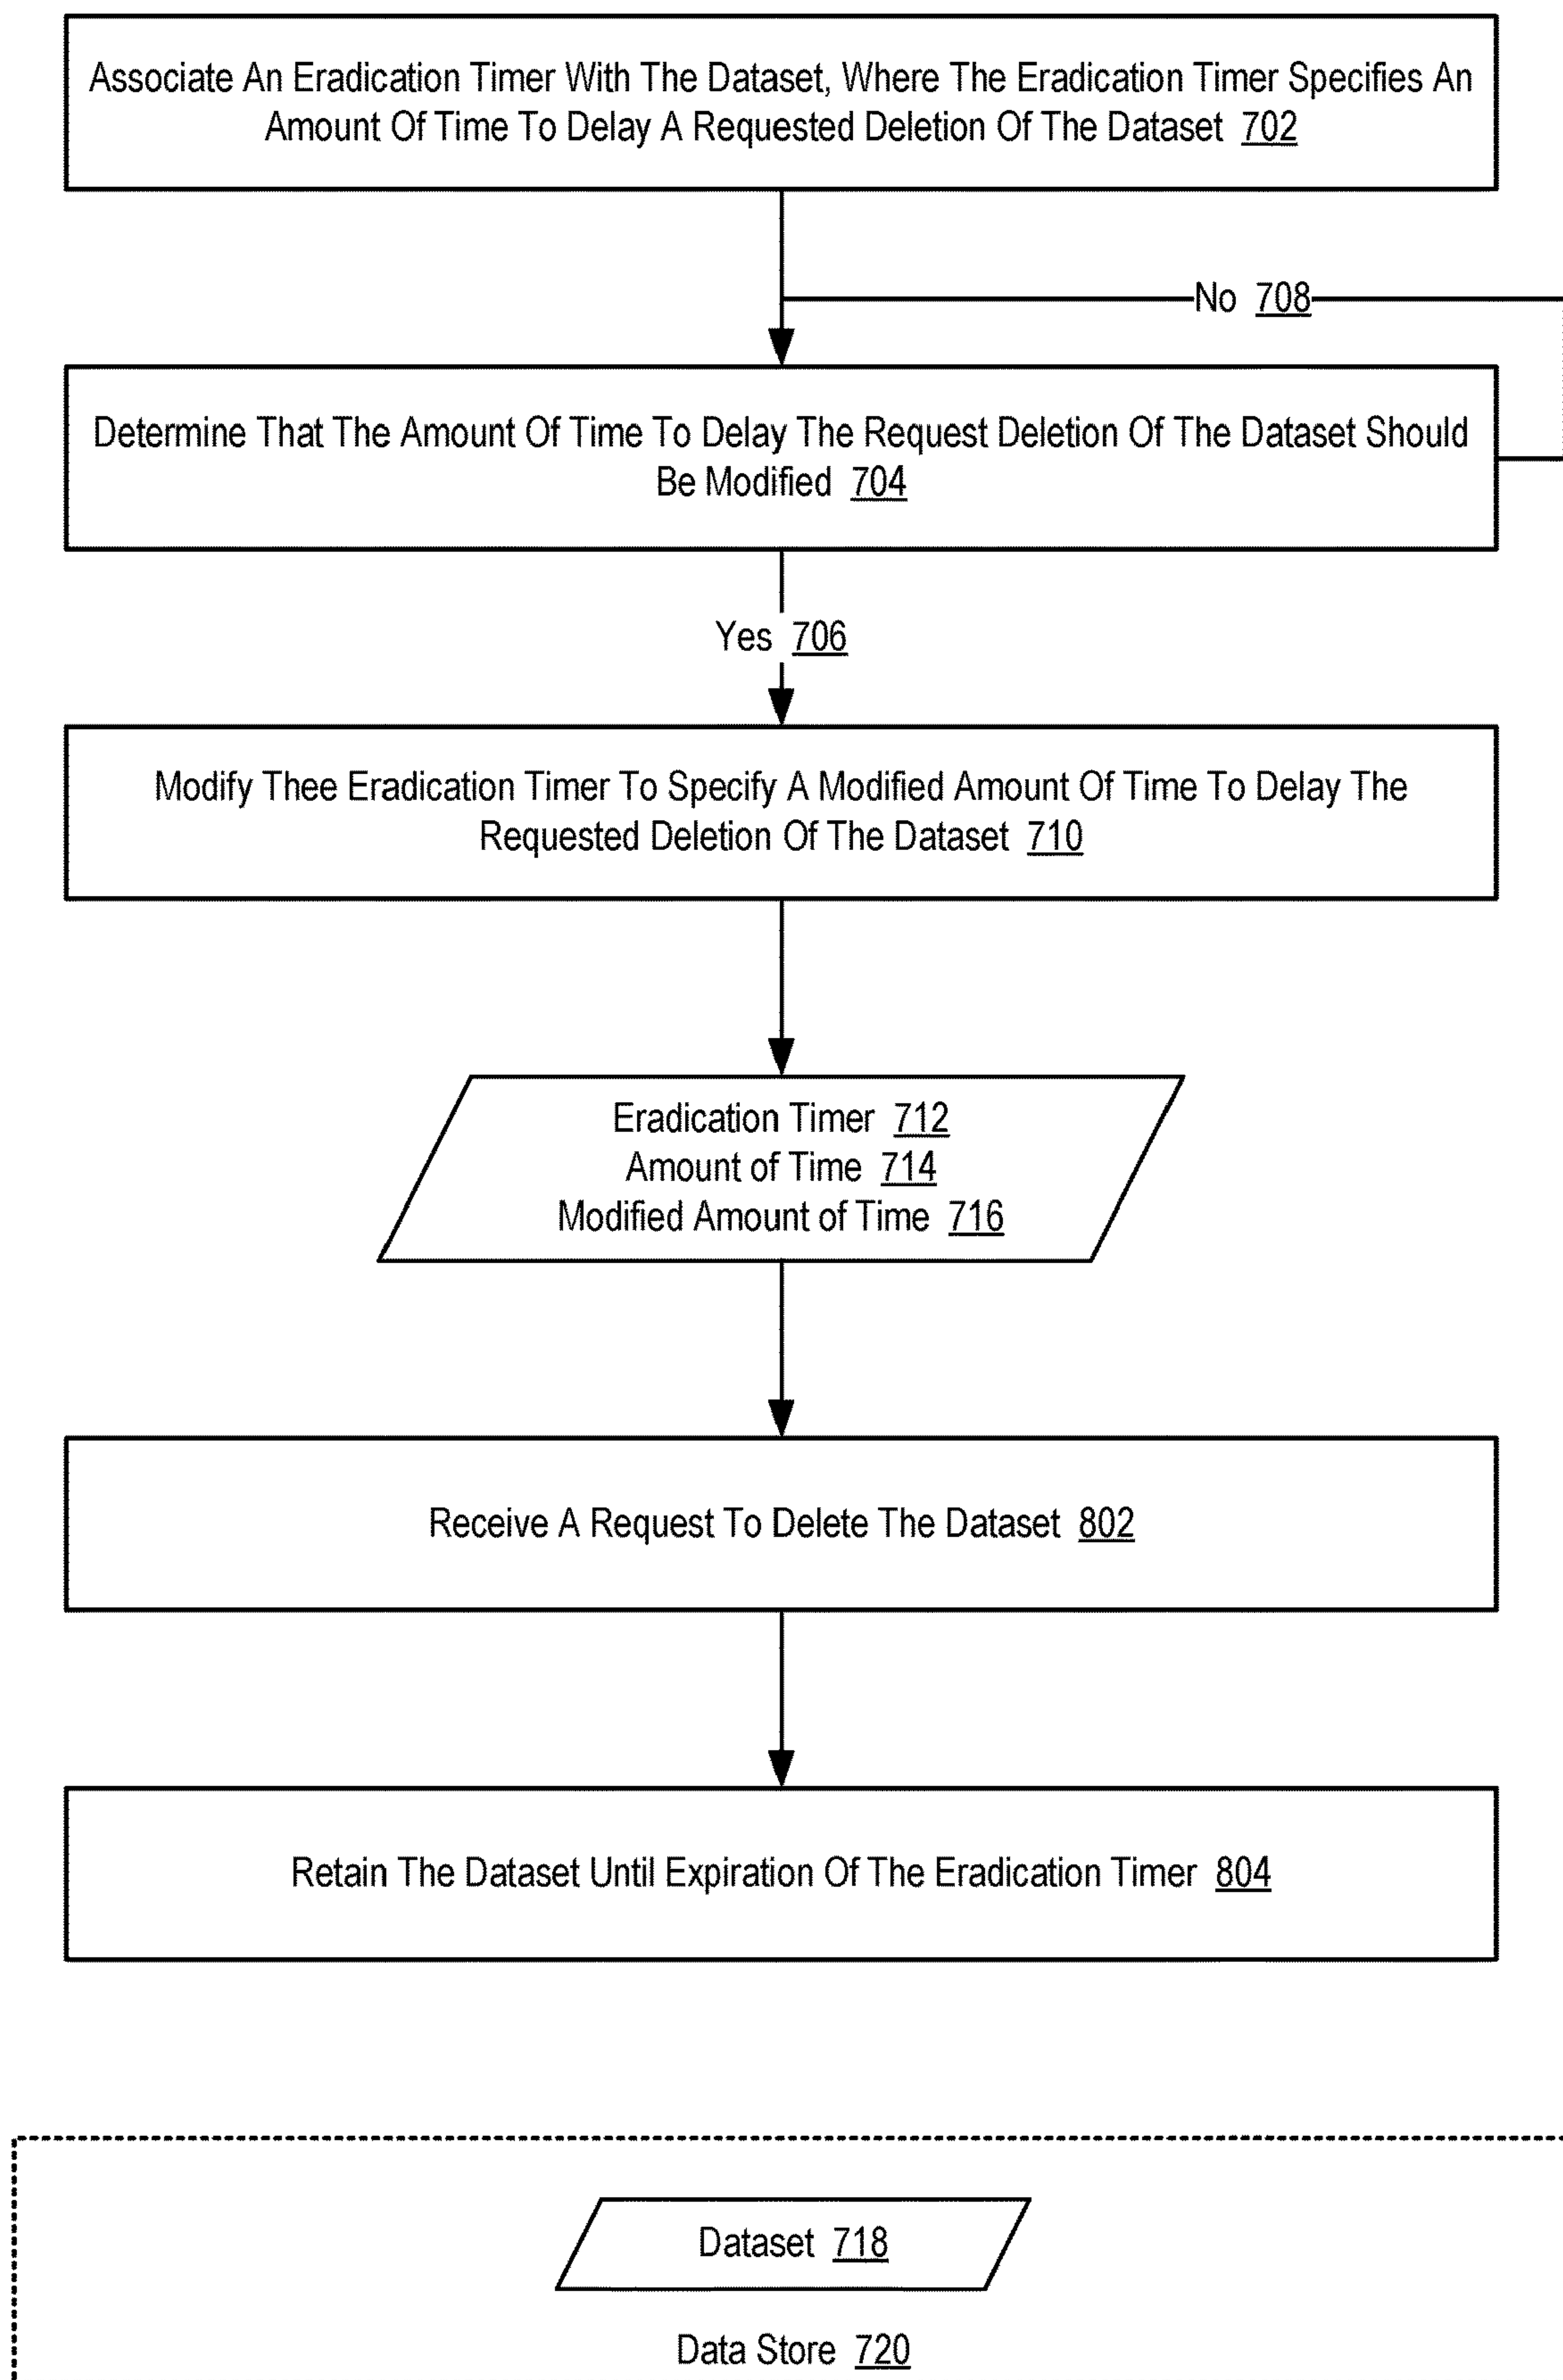 Associate An Eradication Timer With The Dataset, Where The Eradication Timer Specifies An
Amount Of Time To Delay A Requested Deletion Of The Dataset 702
No 708
Determine That The Amount Of Time To Delay The Request Deletion Of The Dataset Should
Be Modified 704
Yes 706
Modify Thee Eradication Timer To Specify A Modified Amount Of Time To Delay The
Requested Deletion Of The Dataset 710
Eradication Timer 712
Amount of Time 714
Modified Amount of Time 716
Receive A Request To Delete The Dataset 802
Retain The Dataset Until Expiration Of The Eradication Timer 804
Dataset 718
Data Store 720